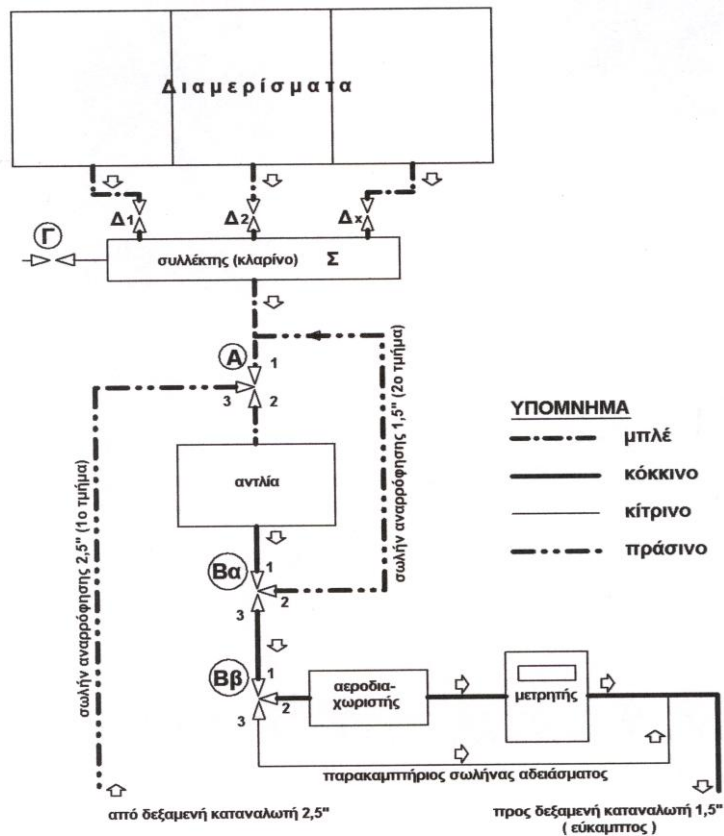 Διαμερίσματα
Δ1
Δ2
Δx
Γ
συλλέκτης (κλαρίνο) Σ
Α
1
3
2
σωλήν αναρρόφησης 2,5" (1ο τμήμα)
σωλήν αναρρόφησης 1,5" (2ο τμήμα)
αντλία
Βα
1
2
3
Ββ
1
2
3
αεροδια-
χωριστής
μετρητής
παρακαμπτήριος σωλήνας αδειάσματος
από δεξαμενή καταναλωτή 2,5"
προς δεξαμενή καταναλωτή 1,5"
( εύκαμπτος )
ΥΠΟΜΝΗΜΑ
μπλέ
κόκκινο
κίτρινο
πράσινο